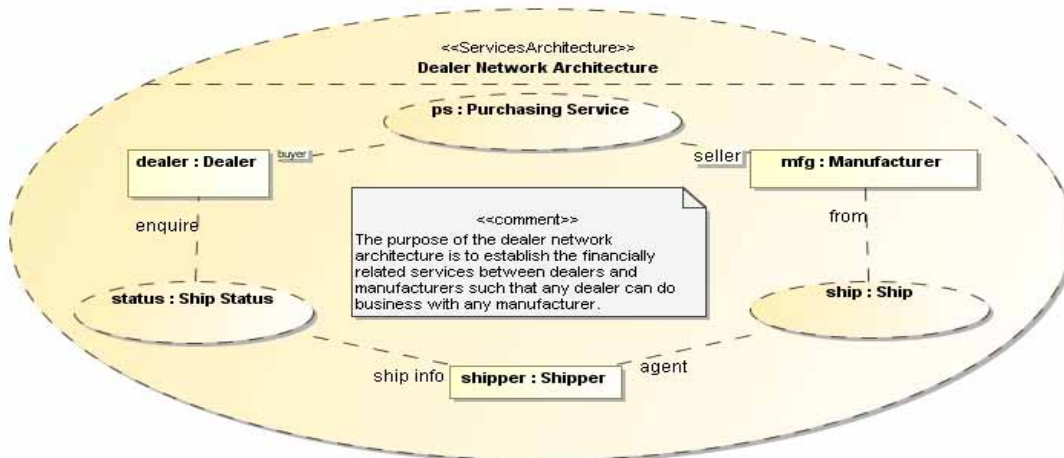 <<ServicesArchitecture>>
Dealer Network Architecture
ps : Purchasing Service
dealer : Dealer
buyer
seller
mfg : Manufacturer
enquire
from
<<comment>>
The purpose of the dealer network
architecture is to establish the financially
related services between dealers and
manufacturers such that any dealer can do
business with any manufacturer.
status : Ship Status
ship : Ship
ship info
shipper : Shipper
agent